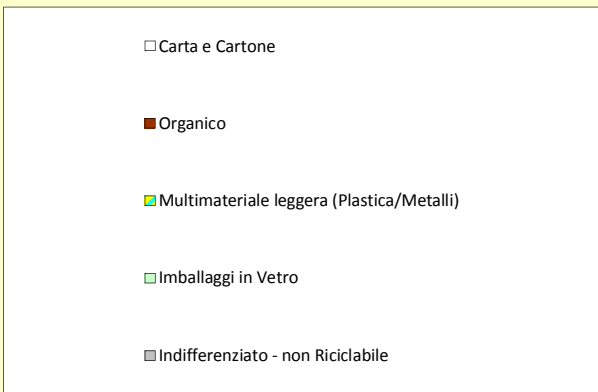 Carta e Cartone
Organico
Multimateriale leggera (Plastica/Metalli)
Imballaggi in Vetro
Indifferenziato - non Riciclabile